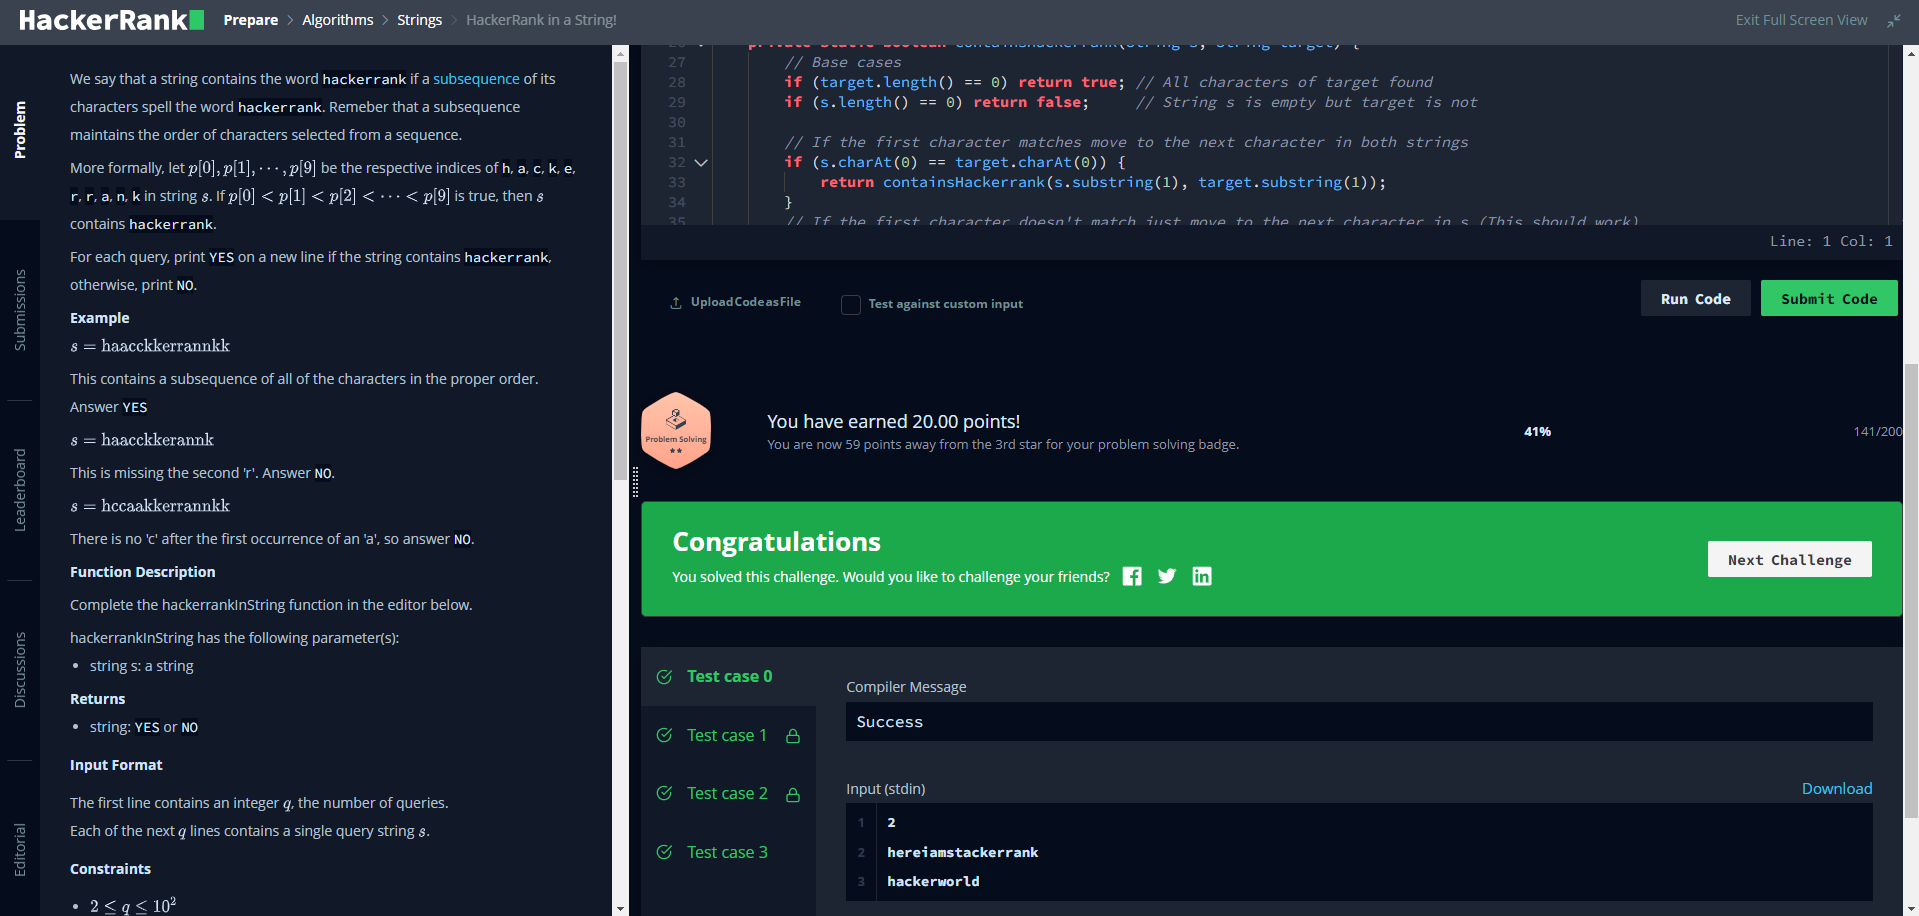 HackerRank
Prepare > Algorithms > Strings > HackerRank in a String!
Exit Full Screen View
Problem
Submissions
Leaderboard
Discussions
Editorial
We say that a string contains the word hackerrank if a subsequence of its
characters spell the word hackerrank. Remeber that a subsequence
maintains the order of characters selected from a sequence.
More formally, let p[0], p[1], ⋯, p[9] be the respective indices of h, a, c, k, e,
r, r, a, n, k in string s. If p[0] < p[1] < p[2] < ⋯ < p[9] is true, then s
contains hackerrank.
For each query, print YES on a new line if the string contains hackerrank,
otherwise, print NO.
Example
s = haacckkerrannkk
This contains a subsequence of all of the characters in the proper order.
Answer YES
s = haacckkerannk
This is missing the second 'r'. Answer NO.
s = hccaakkerrannkk
There is no 'c' after the first occurrence of an 'a', so answer NO.
Function Description
Complete the hackerrankInString function in the editor below.
hackerrankInString has the following parameter(s):
• string s: a string
Returns
• string: YES or NO
Input Format
The first line contains an integer q, the number of queries.
Each of the next q lines contains a single query string s.
Constraints
• 2 ≤ q ≤ 10²
26 private static boolean containsHackerrank(String s, String target) {
27 // Base cases
28 if (target.length() == 0) return true; // All characters of target found
29 if (s.length() == 0) return false; // String s is empty but target is not
30
31 // If the first character matches move to the next character in both strings
32 if (s.charAt(0) == target.charAt(0)) {
33 return containsHackerrank(s.substring(1), target.substring(1));
34 }
35 // If the first character doesn't match just move to the next character in s (This should work)
Line: 1 Col: 1
Upload Code as File
Test against custom input
Run Code
Submit Code
Problem Solving
You have earned 20.00 points!
You are now 59 points away from the 3rd star for your problem solving badge.
41%
141/200
Congratulations
You solved this challenge. Would you like to challenge your friends?
Next Challenge
Test case 0
Test case 1
Test case 2
Test case 3
Compiler Message
Success
Input (stdin)
Download
1 2
2 hereiamstackerrank
3 hackerworld